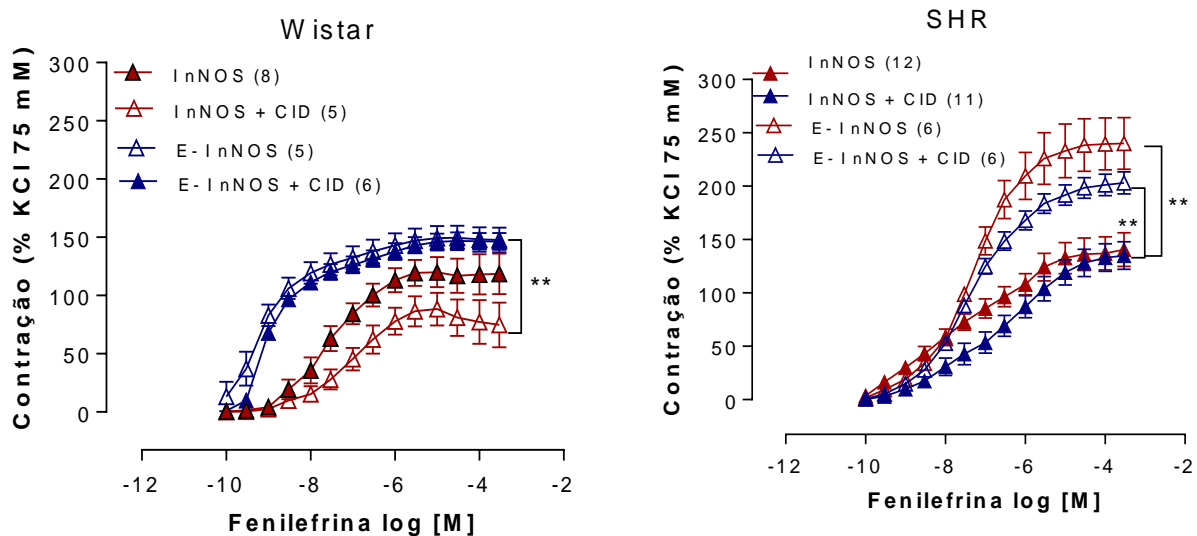 Wistar
Contração (% KCl 75 mM)
300
250
200
150
100
50
0
InNOS (8)
InNOS + CID (5)
E-InNOS (5)
E-InNOS + CID (6)
**
-12
-10
-8
-6
-4
-2
Fenilefrina log [M]
SHR
Contração (% KCl 75 mM)
300
250
200
150
100
50
0
InNOS (12)
InNOS + CID (11)
E-InNOS (6)
E-InNOS + CID (6)
**
**
-12
-10
-8
-6
-4
-2
Fenilefrina log [M]